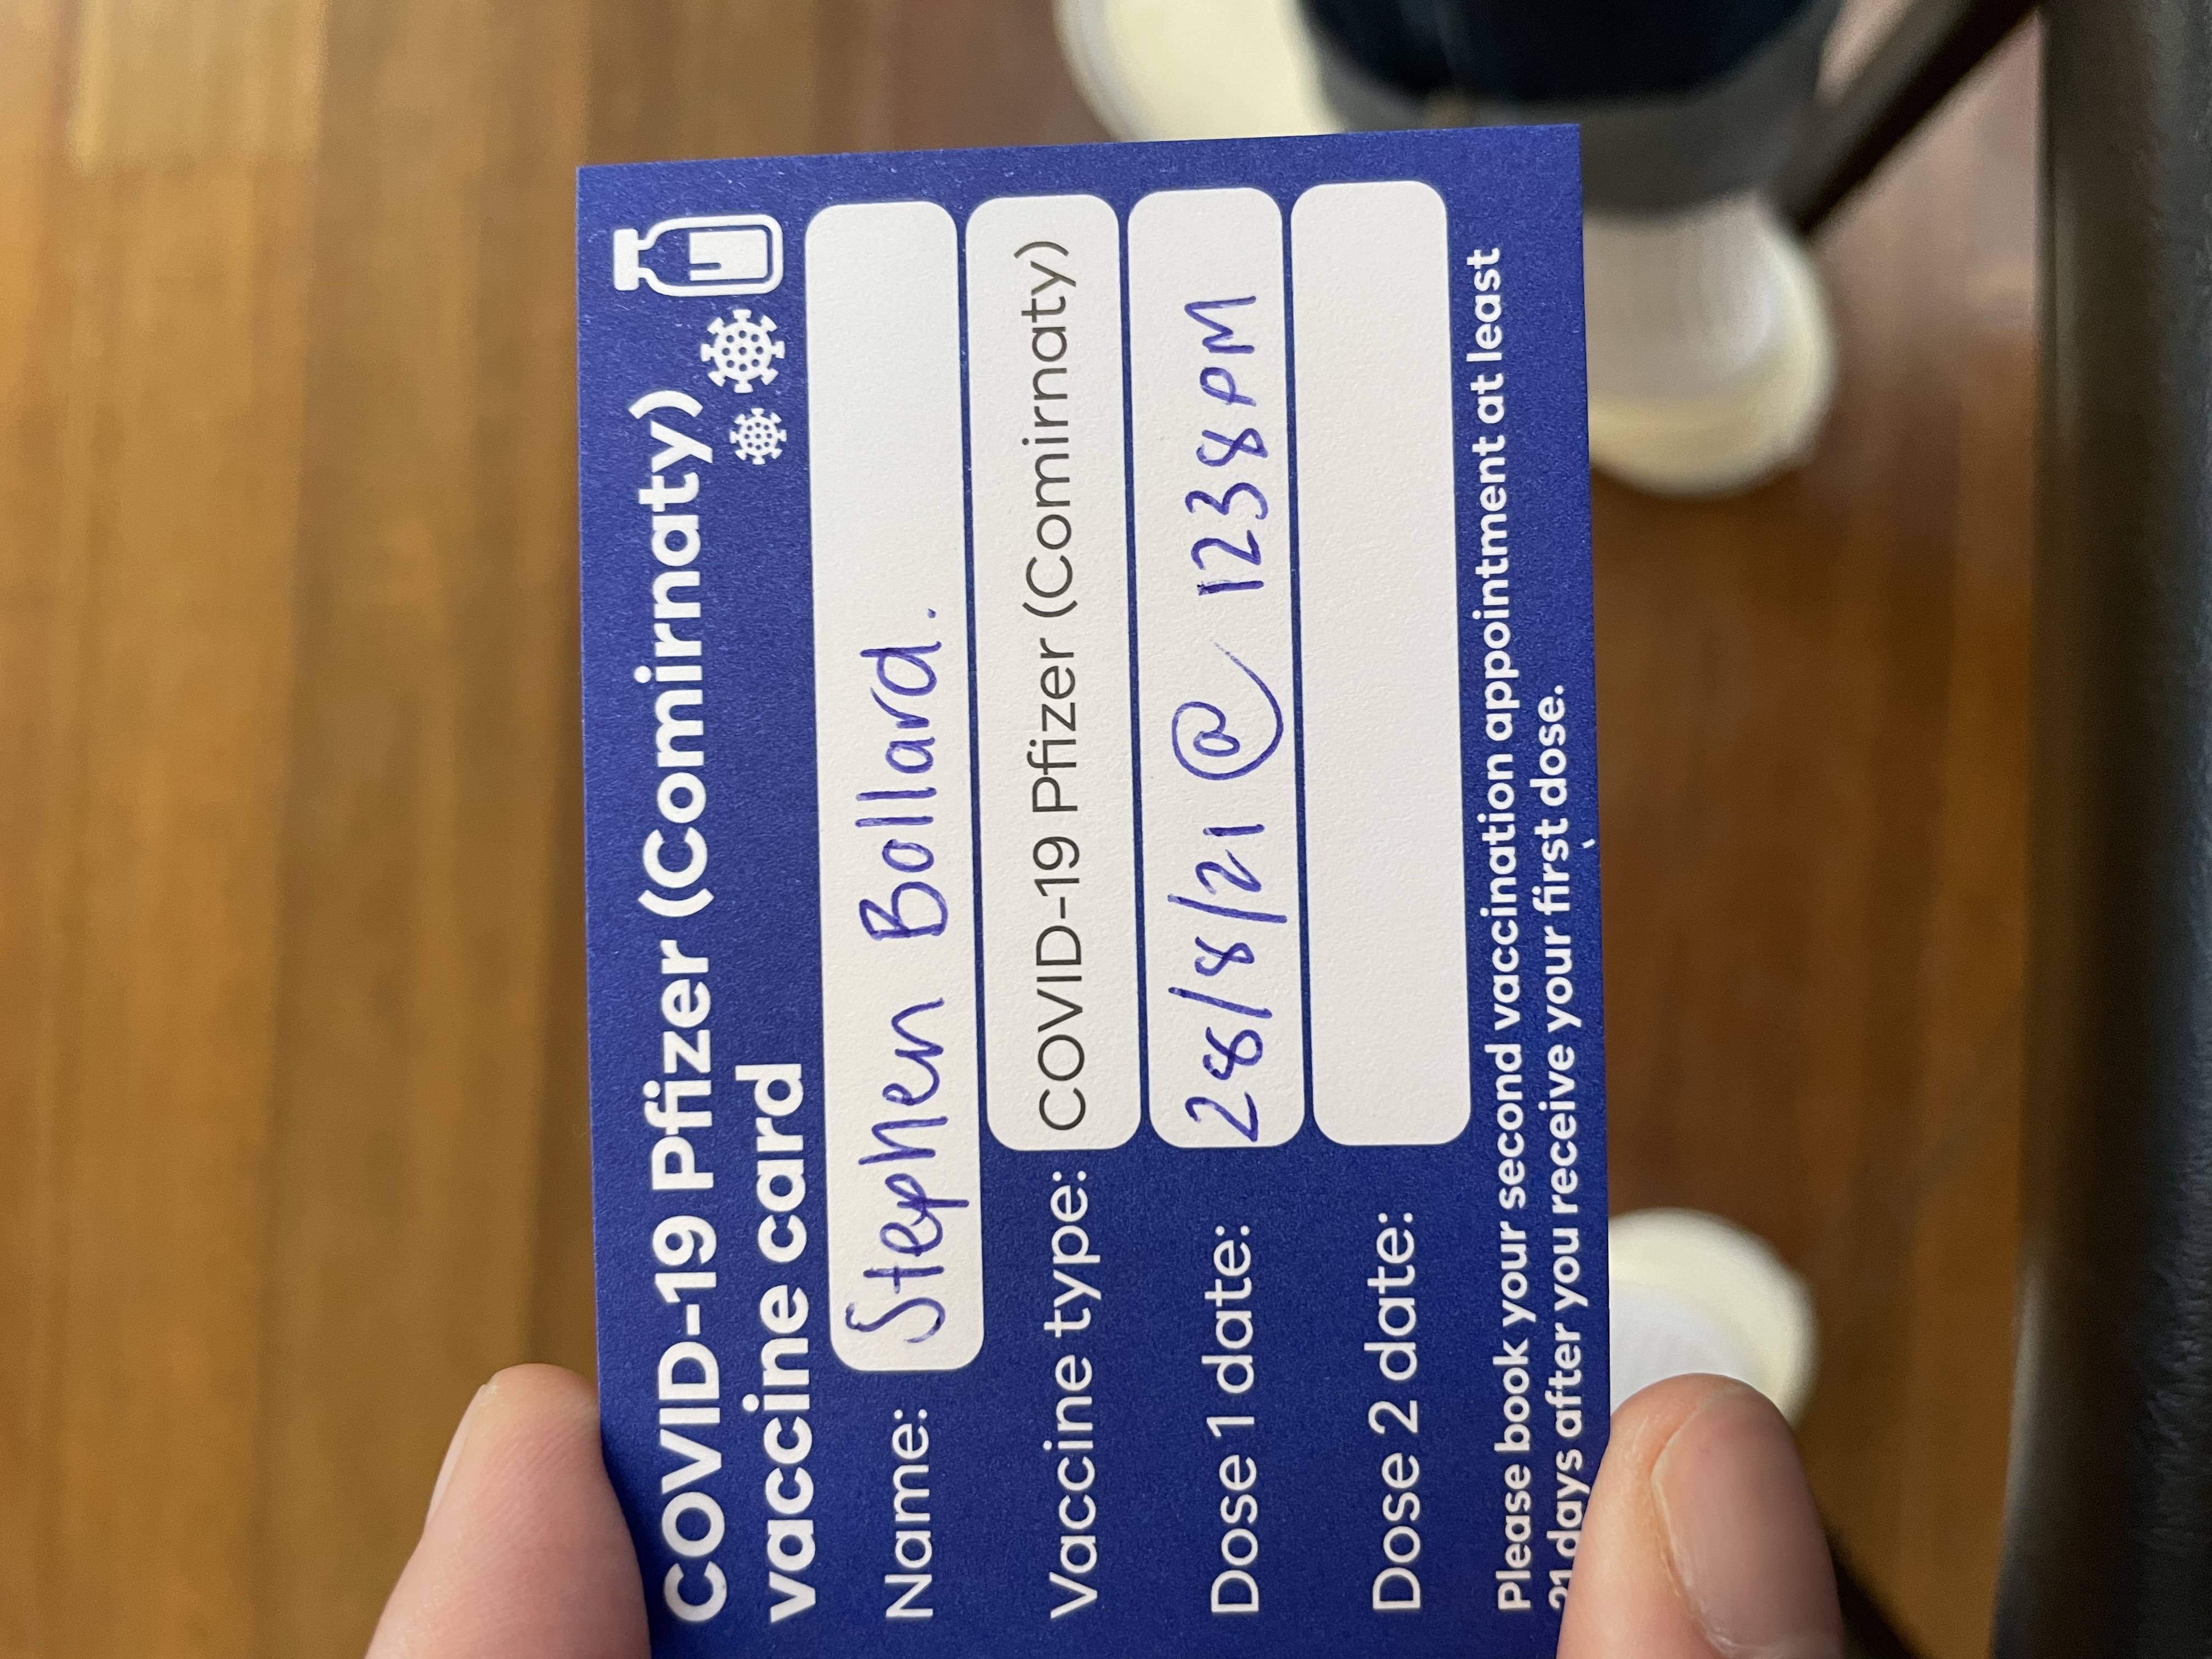 COVID-19 Pfizer (Comirnaty)
vaccine card
Name: Stephen Bollard.
Vaccine type: COVID-19 Pfizer (Comirnaty)
Dose 1 date: 28/8/21 @ 1238PM
Dose 2 date:
Please book your second vaccination appointment at least
21 days after you receive your first dose.